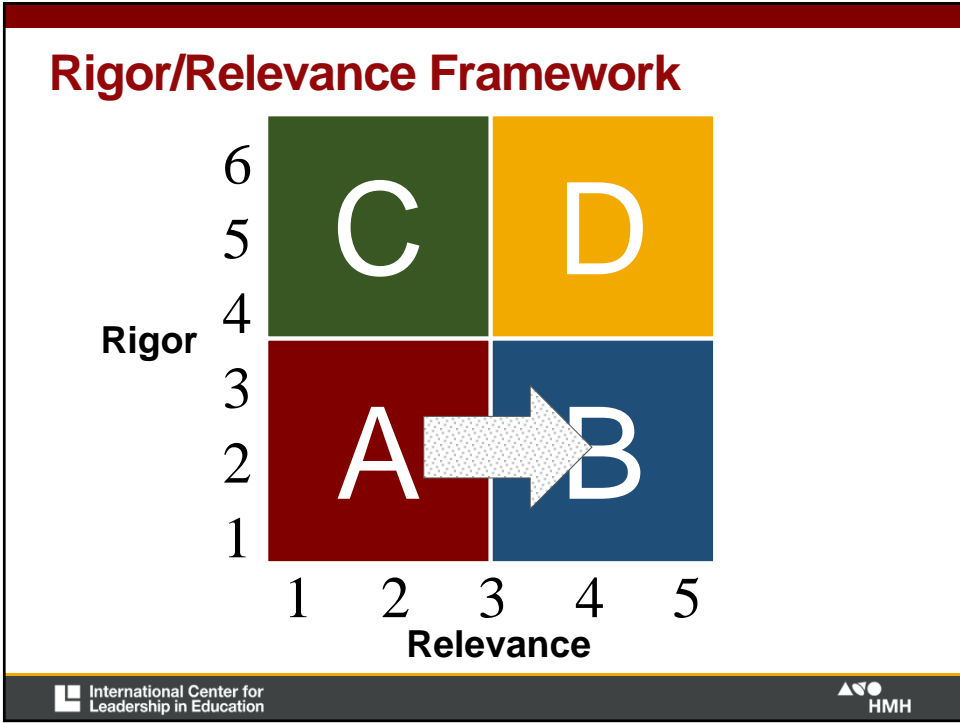 Rigor/Relevance Framework
6
5
4
Rigor
3
2
1
C
D
A
B
1 2 3 4 5
Relevance
International Center for
Leadership in Education
HMH